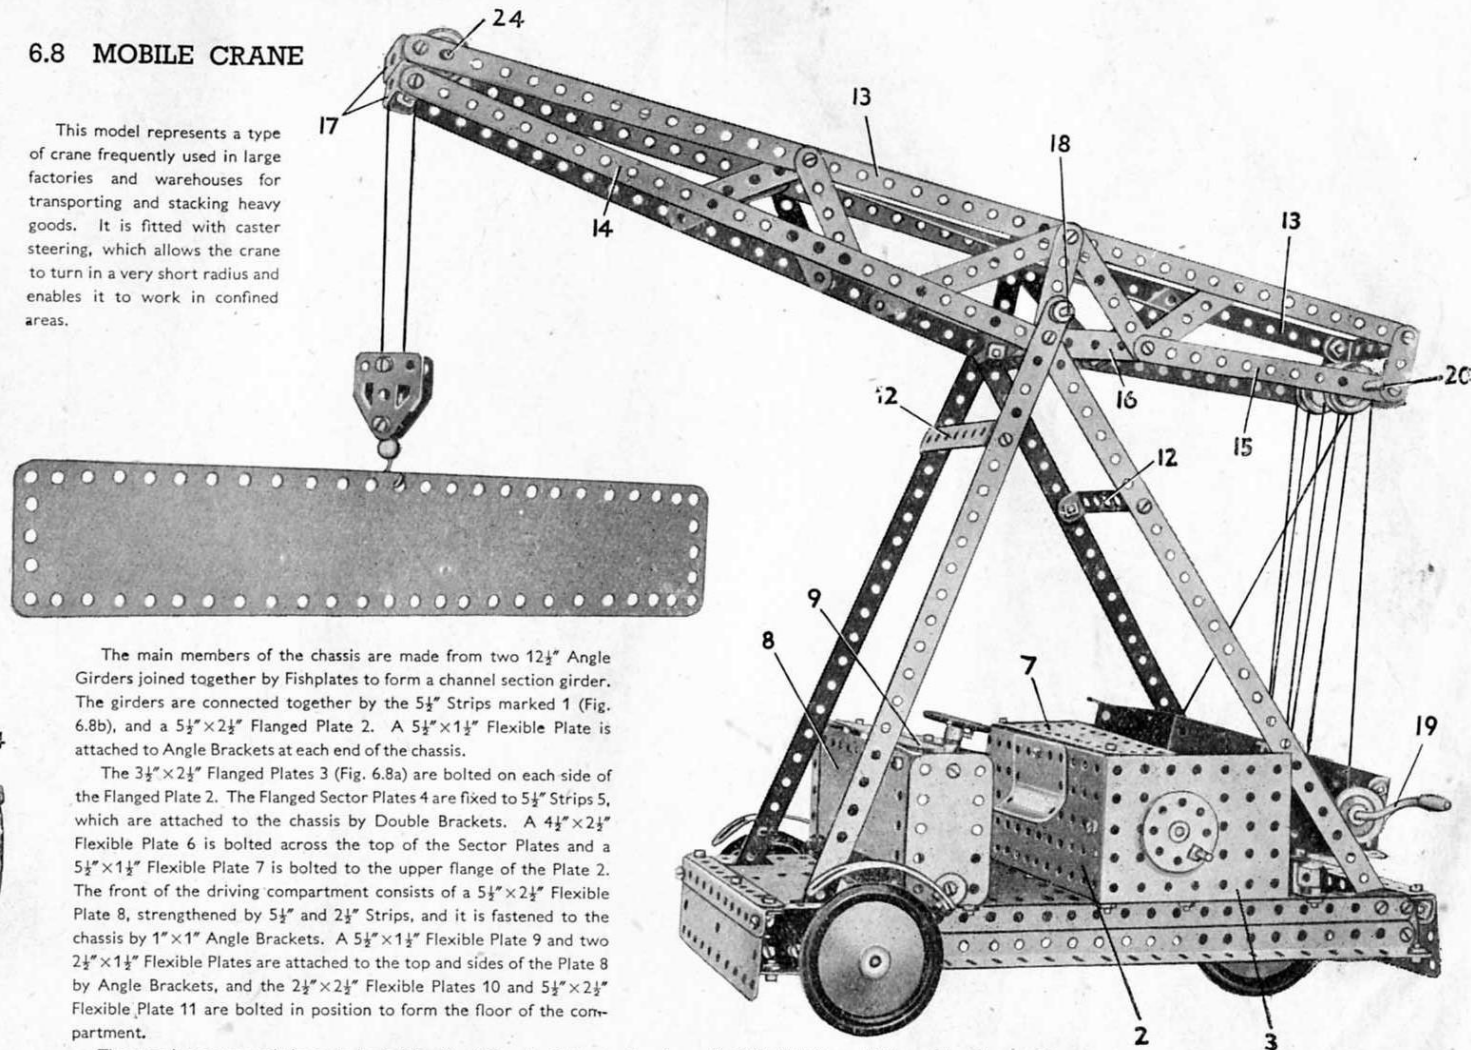 6.8 MOBILE CRANE
This model represents a type
of crane frequently used in large
factories and warehouses for
transporting and stacking heavy
goods. It is fitted with caster
steering, which allows the crane
to turn in a very short radius and
enables it to work in confined
areas.
24
17
13
18
14
13
12
16
15
20
12
9
8
7
19
2
3
The main members of the chassis are made from two 12½″ Angle
Girders joined together by Fishplates to form a channel section girder.
The girders are connected together by the 5½″ Strips marked 1 (Fig.
6.8b), and a 5½″×2½″ Flanged Plate 2. A 5½″×1½″ Flexible Plate is
attached to Angle Brackets at each end of the chassis.
The 3½″×2½″ Flanged Plates 3 (Fig. 6.8a) are bolted on each side of
the Flanged Plate 2. The Flanged Sector Plates 4 are fixed to 5½″ Strips 5,
which are attached to the chassis by Double Brackets. A 4½″×2½″
Flexible Plate 6 is bolted across the top of the Sector Plates and a
5½″×1½″ Flexible Plate 7 is bolted to the upper flange of the Plate 2.
The front of the driving compartment consists of a 5½″×2½″ Flexible
Plate 8, strengthened by 5½″ and 2½″ Strips, and it is fastened to the
chassis by 1″×1″ Angle Brackets. A 5½″×1½″ Flexible Plate 9 and two
2½″×1½″ Flexible Plates are attached to the top and sides of the Plate 8
by Angle Brackets, and the 2½″×2½″ Flexible Plates 10 and 5½″×2½″
Flexible Plate 11 are bolted in position to form the floor of the com-
partment.